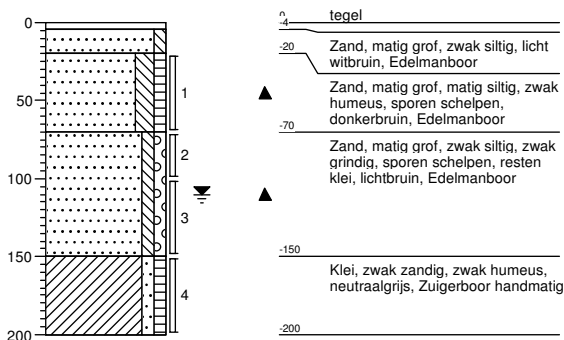 0
50
100
150
200
1
2
3
4
0
tegel
-4
Zand, matig grof, zwak siltig, licht
witbruin, Edelmanboor
-20
Zand, matig grof, matig siltig, zwak
humeus, sporen schelpen,
donkerbruin, Edelmanboor
-70
Zand, matig grof, zwak siltig, zwak
grindig, sporen schelpen, resten
klei, lichtbruin, Edelmanboor
-150
Klei, zwak zandig, zwak humeus,
neutraalgrijs, Zuigerboor handmatig
-200